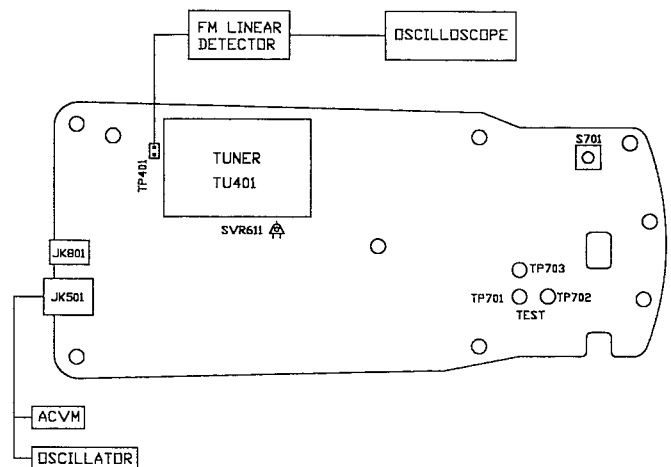 FM LINEAR
DETECTOR
OSCILLOSCOPE
S701
TP401
TUNER
TU401
SVR611
JK801
JK501
TP703
TP701
TP702
TEST
ACVM
OSCILLATOR